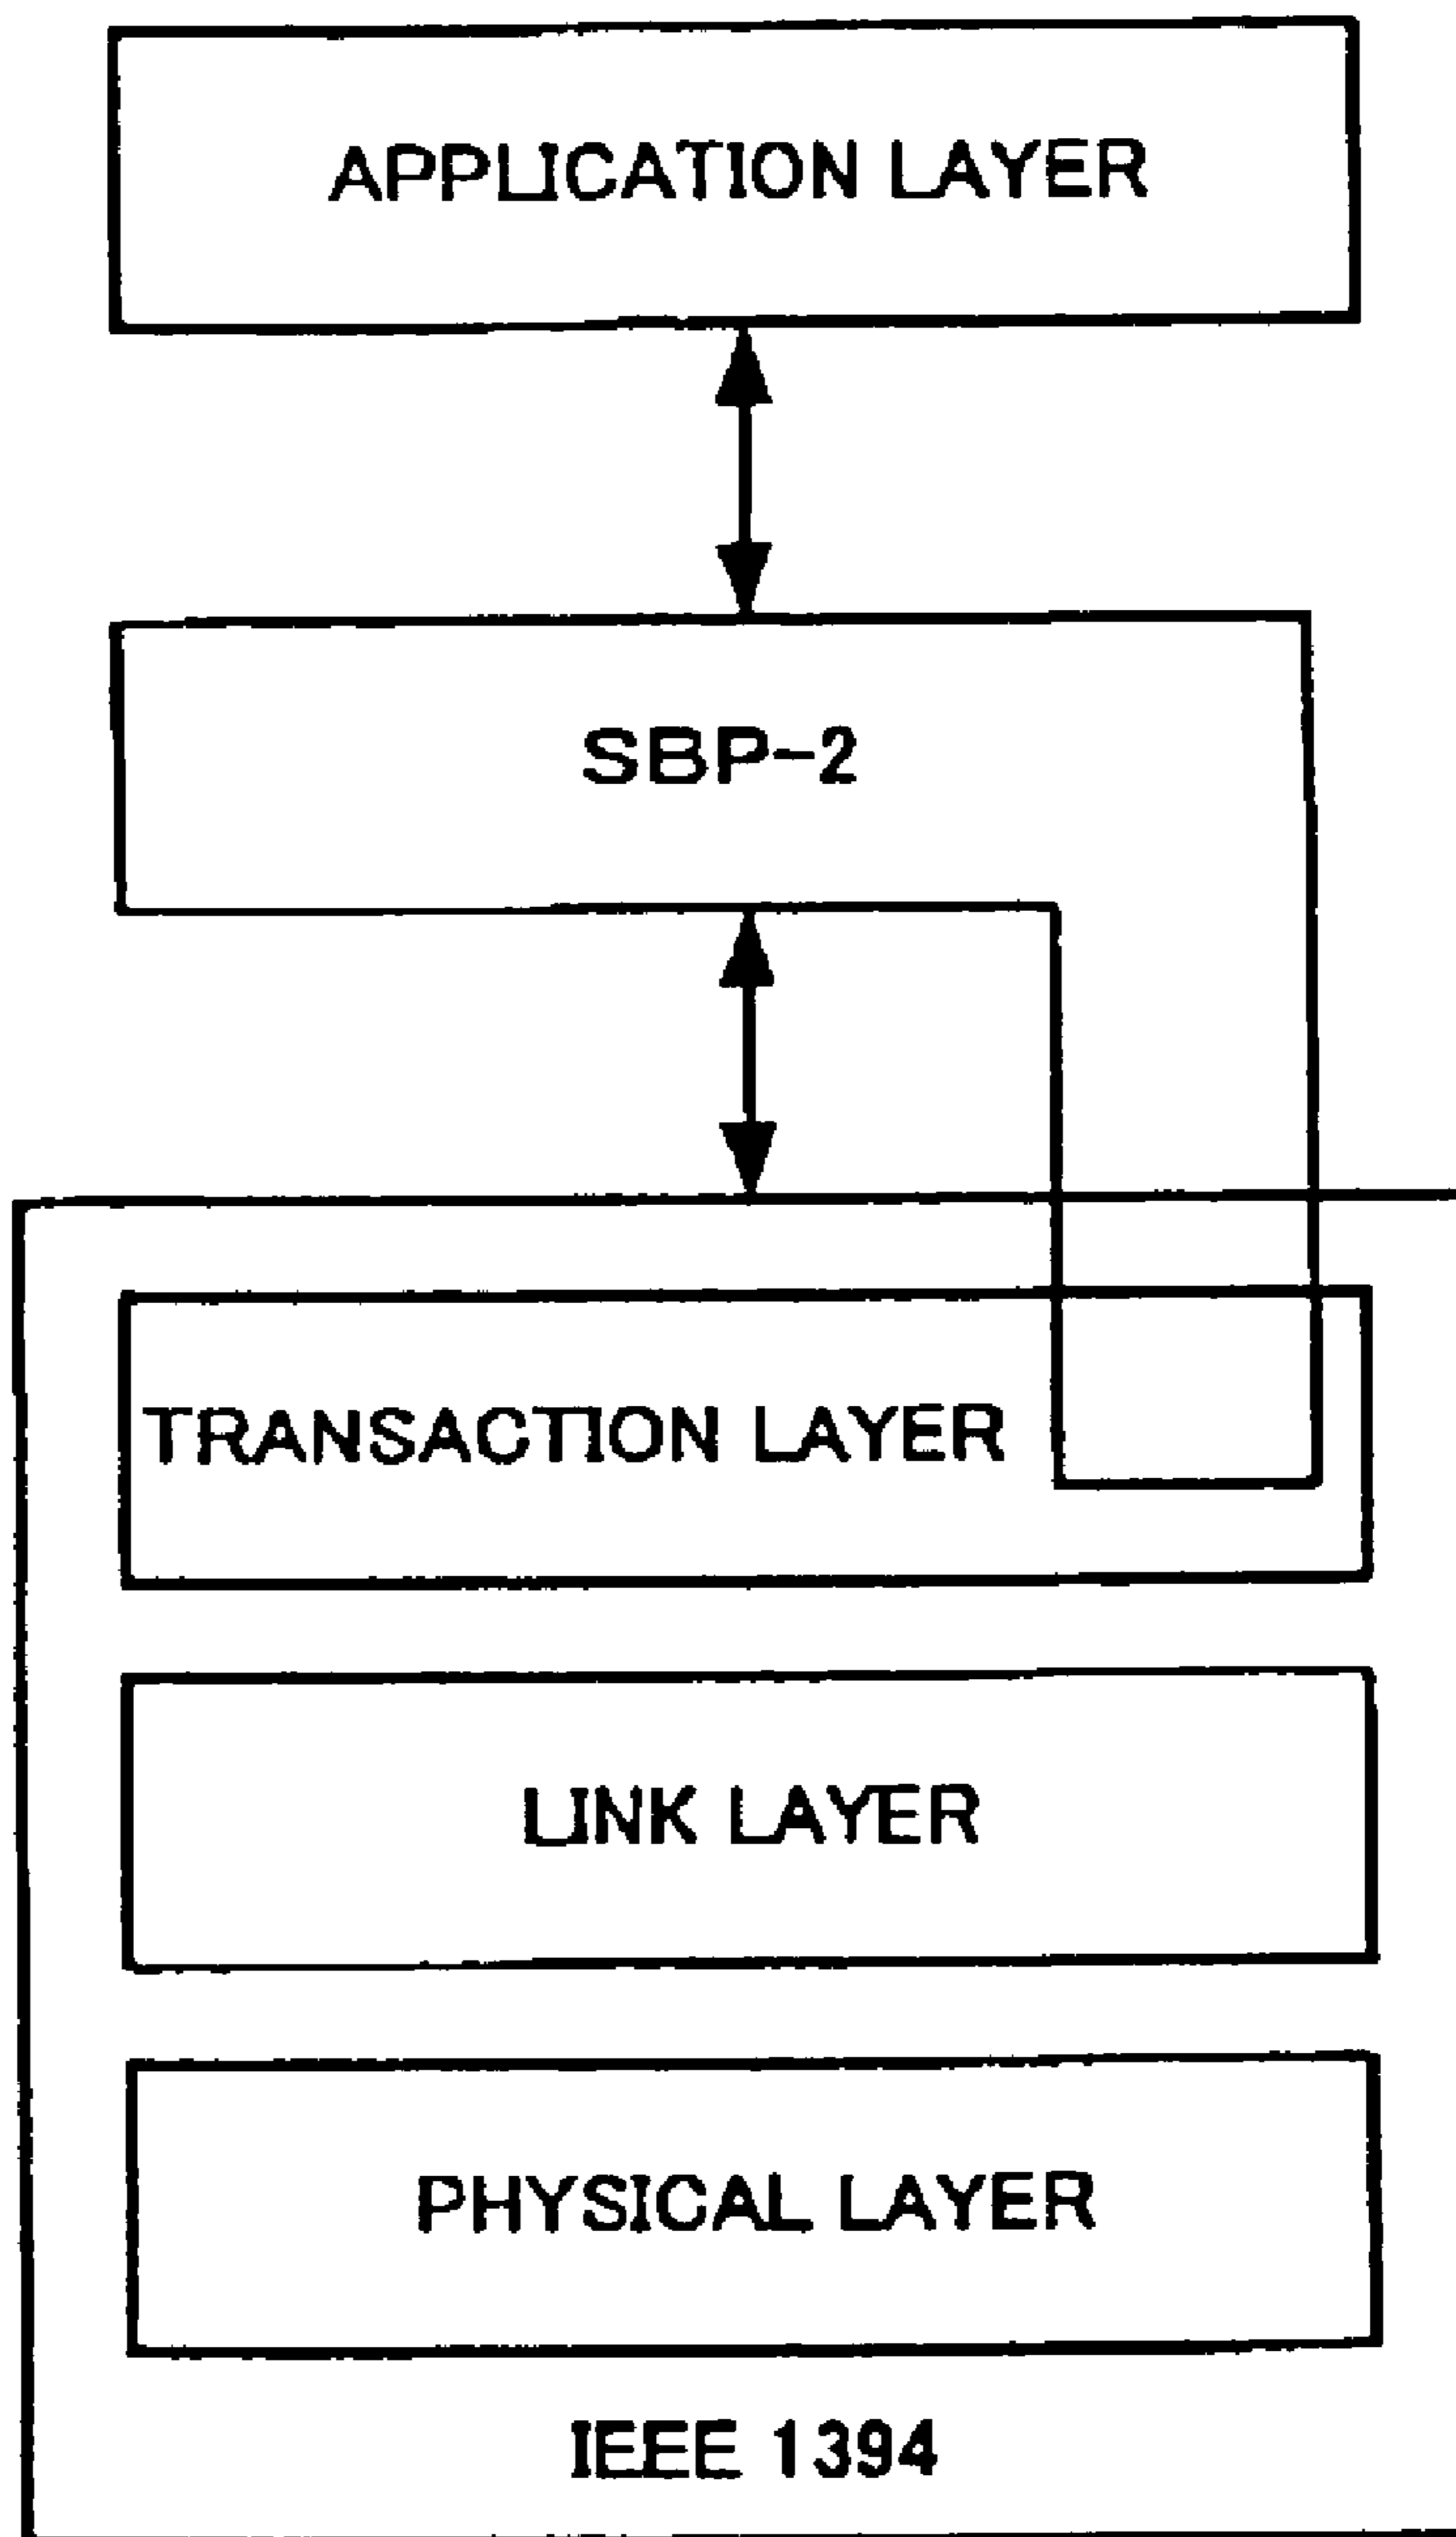 APPLICATION LAYER
SBP-2
TRANSACTION LAYER
LINK LAYER
PHYSICAL LAYER
IEEE 1394